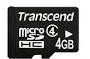 Transcend
micro SD HC ④
4GB